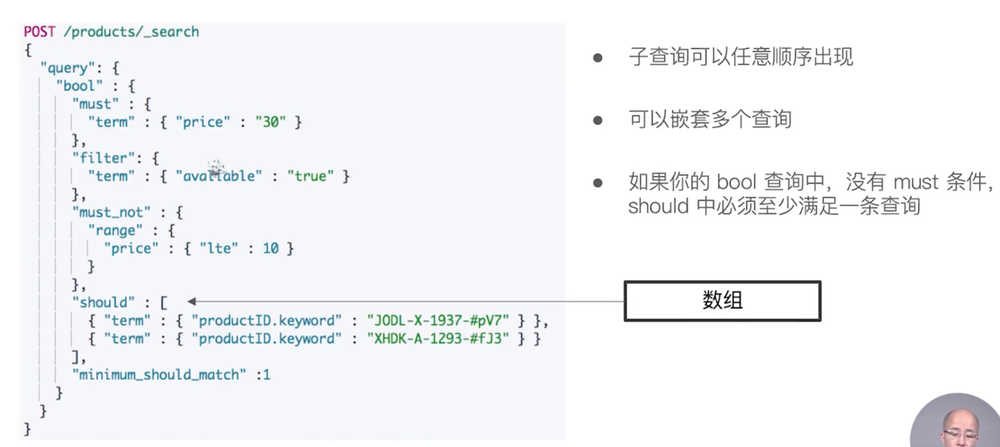 POST /products/_search
{
"query": {
"bool" : {
"must" : {
"term" : { "price" : "30" }
},
"filter": {
"term" : { "avaliable" : "true" }
},
"must_not" : {
"range" : {
"price" : { "lte" : 10 }
}
},
"should" : [
{ "term" : { "productID.keyword" : "JODL-X-1937-#pV7" } },
{ "term" : { "productID.keyword" : "XHDK-A-1293-#fJ3" } }
],
"minimum_should_match" :1
}
}
}
● 子查询可以任意顺序出现
● 可以嵌套多个查询
● 如果你的 bool 查询中，没有 must 条件，
should 中必须至少满足一条查询
数组